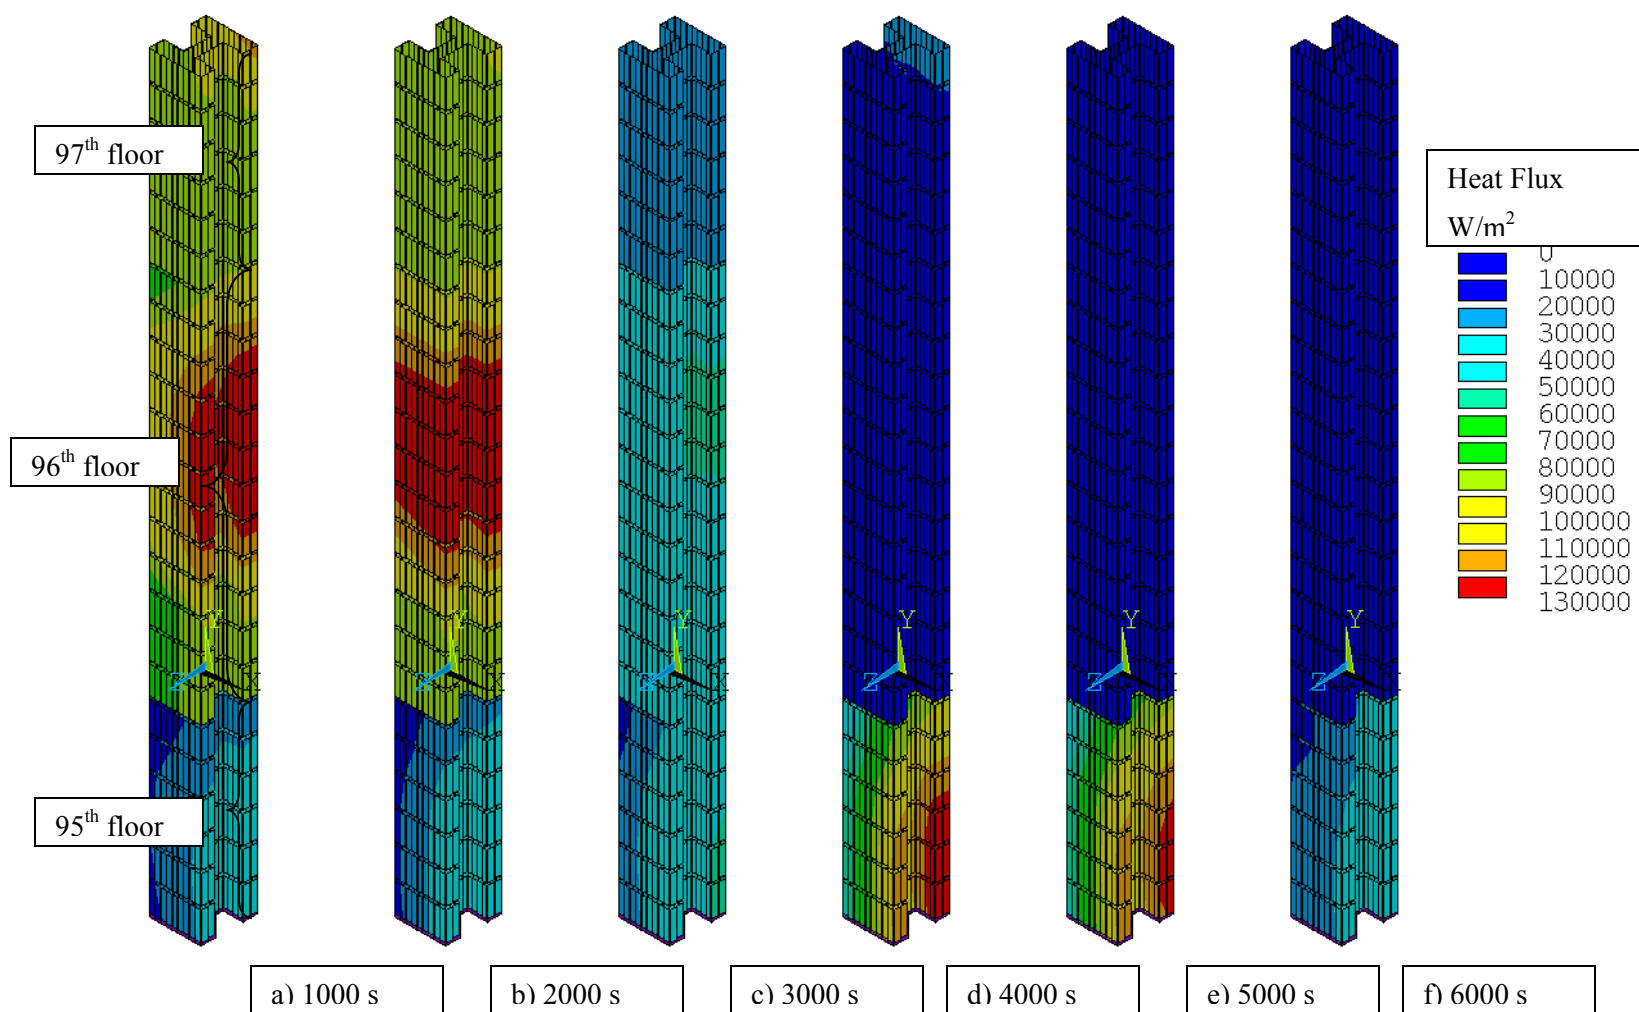 97th floor
96th floor
95th floor
Heat Flux
W/m2
0
10000
20000
30000
40000
50000
60000
70000
80000
90000
100000
110000
120000
130000
Y
Z
X
Y
Z
X
Y
Z
X
Y
Z
Y
Z
Y
Z
a) 1000 s
b) 2000 s
c) 3000 s
d) 4000 s
e) 5000 s
f) 6000 s